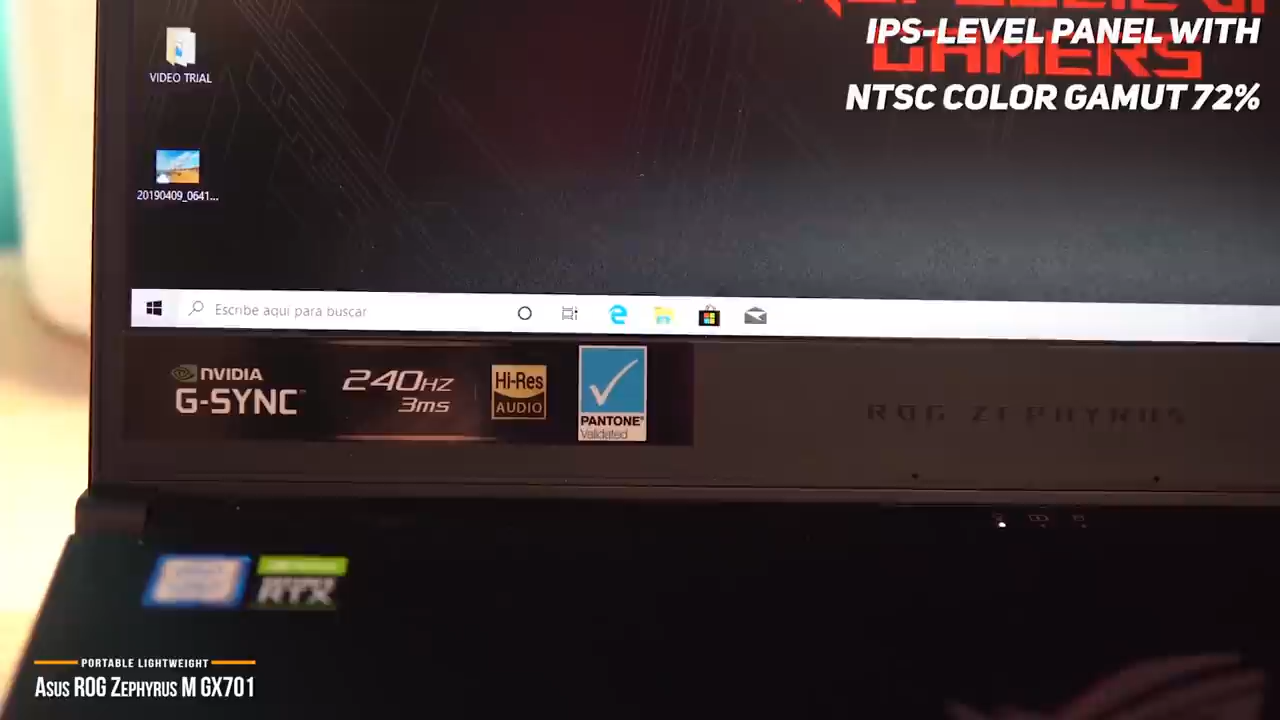 IPS-LEVEL PANEL WITH
GAMERS
NTSC COLOR GAMUT 72%
VIDEO TRIAL
20190409_0641...
Escribe aquí para buscar
NVIDIA
G-SYNC
240HZ
3ms
Hi-Res
AUDIO
PANTONE®
Validated
ROG ZEPHYRUS
RTX
PORTABLE LIGHTWEIGHT
ASUS ROG ZEPHYRUS M GX701